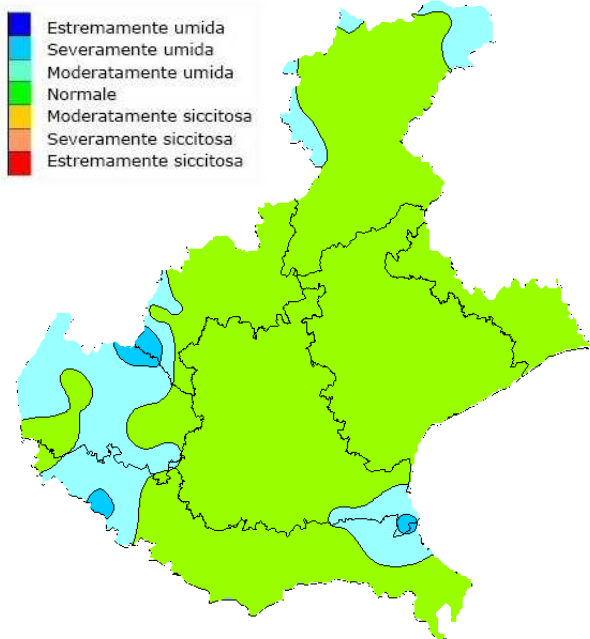 Estremamente umida
Severamente umida
Moderatamente umida
Normale
Moderatamente siccitosa
Severamente siccitosa
Estremamente siccitosa